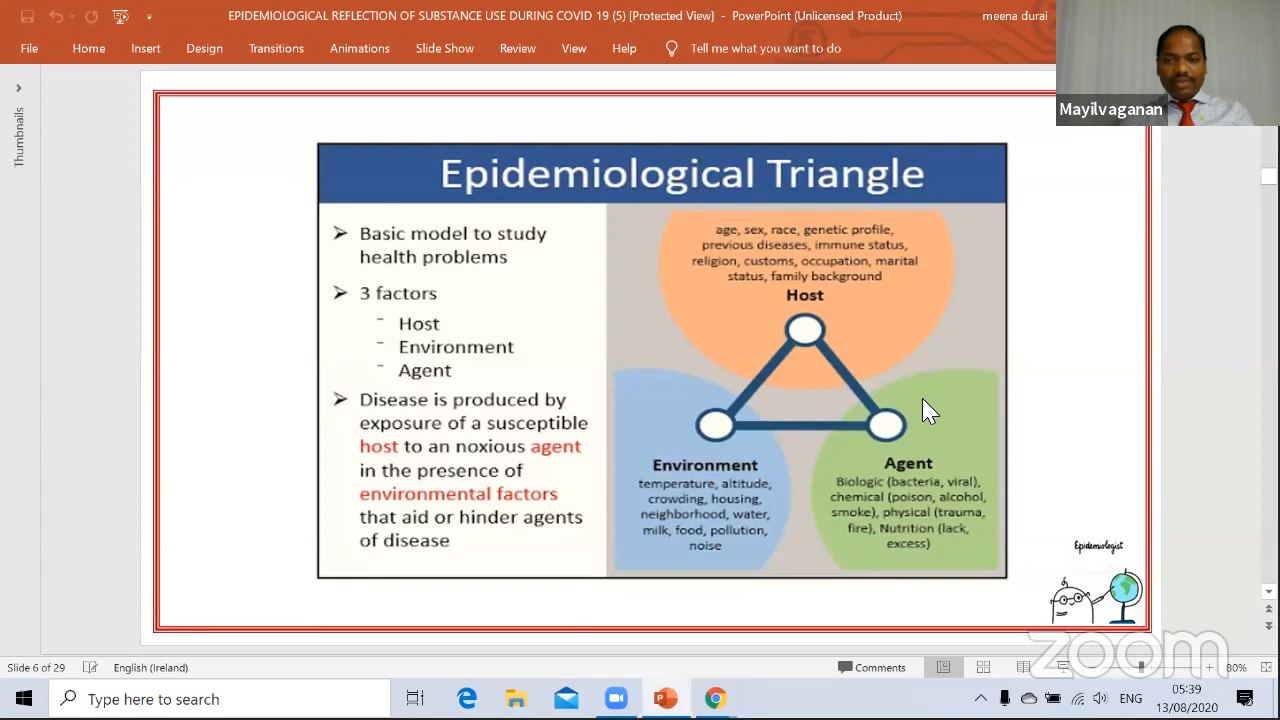 EPIDEMIOLOGICAL REFLECTION OF SUBSTANCE USE DURING COVID 19 (5) [Protected View] - PowerPoint (Unlicensed Product)
meena durai
File Home Insert Design Transitions Animations Slide Show Review View Help Tell me what you want to do
Mayilvaganan
Thumbnails
Epidemiological Triangle
➢ Basic model to study
health problems
➢ 3 factors
- Host
- Environment
- Agent
➢ Disease is produced by
exposure of a susceptible
host to an noxious agent
in the presence of
environmental factors
that aid or hinder agents
of disease
age, sex, race, genetic profile,
previous diseases, immune status,
religion, customs, occupation, marital
status, family background
Host
Environment
temperature, altitude,
crowding, housing,
neighborhood, water,
milk, food, pollution,
noise
Agent
Biologic (bacteria, viral),
chemical (poison, alcohol,
smoke), physical (trauma,
fire), Nutrition (lack,
excess)
Epidemiologist
zoom
Slide 6 of 29 English (Ireland) Comments 80%
Type here to search
ENG
05:39
13/08/2020